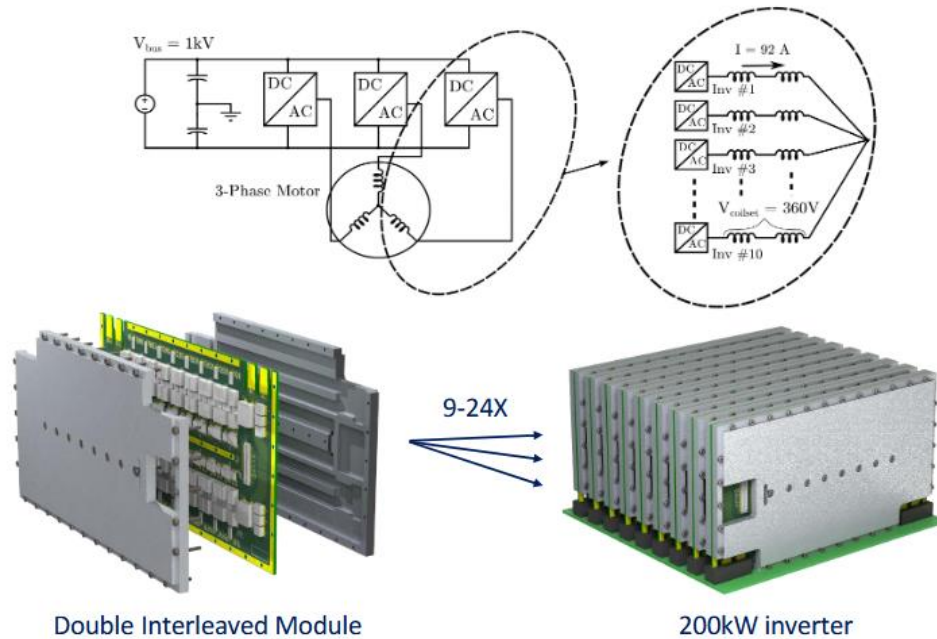 V_bus = 1kV
DC
AC
DC
AC
DC
AC
3-Phase Motor
I = 92 A
DC
AC
Inv #1
DC
AC
Inv #2
DC
AC
Inv #3
V_coilset = 360V
DC
AC
Inv #10
9-24X
Double Interleaved Module
200kW inverter